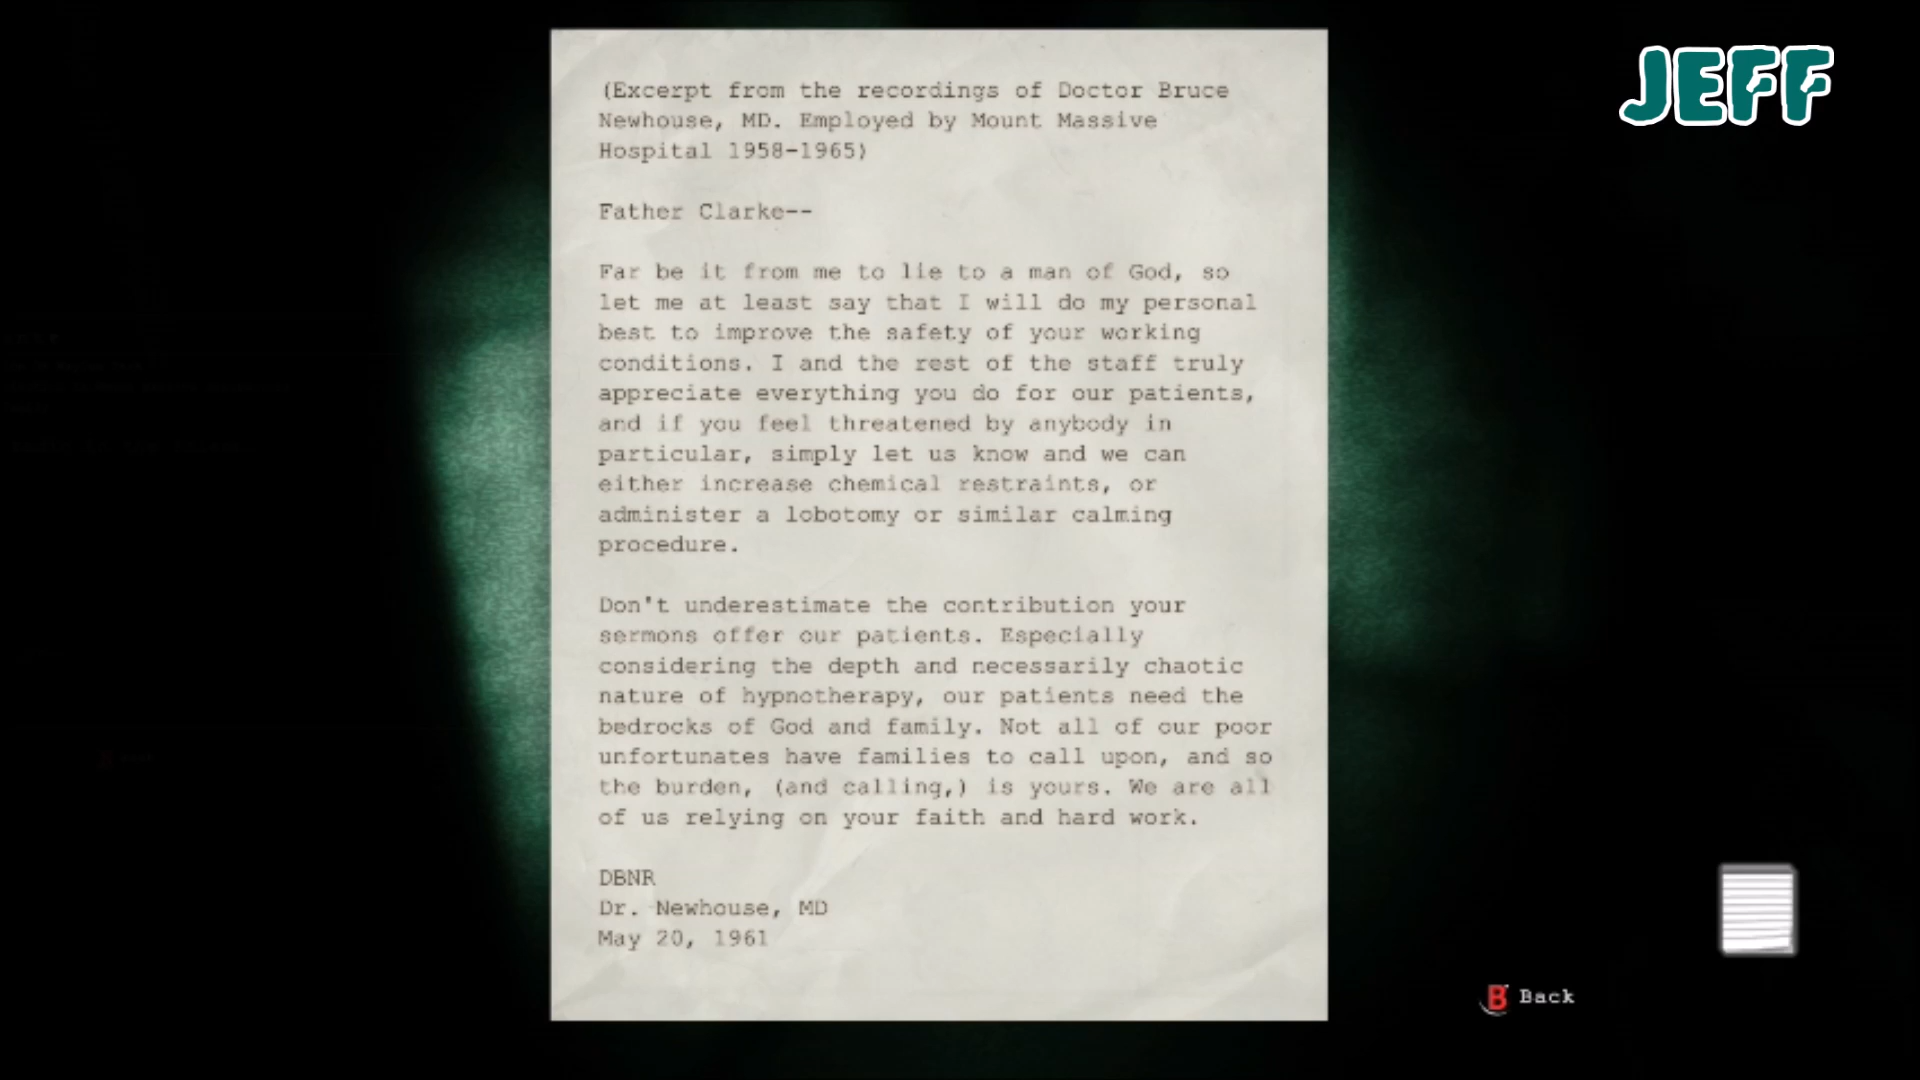 JEFF
(Excerpt from the recordings of Doctor Bruce
Newhouse, MD. Employed by Mount Massive
Hospital 1958-1965)
Father Clarke--
Far be it from me to lie to a man of God, so
let me at least say that I will do my personal
best to improve the safety of your working
conditions. I and the rest of the staff truly
appreciate everything you do for our patients,
and if you feel threatened by anybody in
particular, simply let us know and we can
either increase chemical restraints, or
administer a lobotomy or similar calming
procedure.
Don't underestimate the contribution your
sermons offer our patients. Especially
considering the depth and necessarily chaotic
nature of hypnotherapy, our patients need the
bedrocks of God and family. Not all of our poor
unfortunates have families to call upon, and so
the burden, (and calling,) is yours. We are all
of us relying on your faith and hard work.
DBNR
Dr. Newhouse, MD
May 20, 1961
B Back